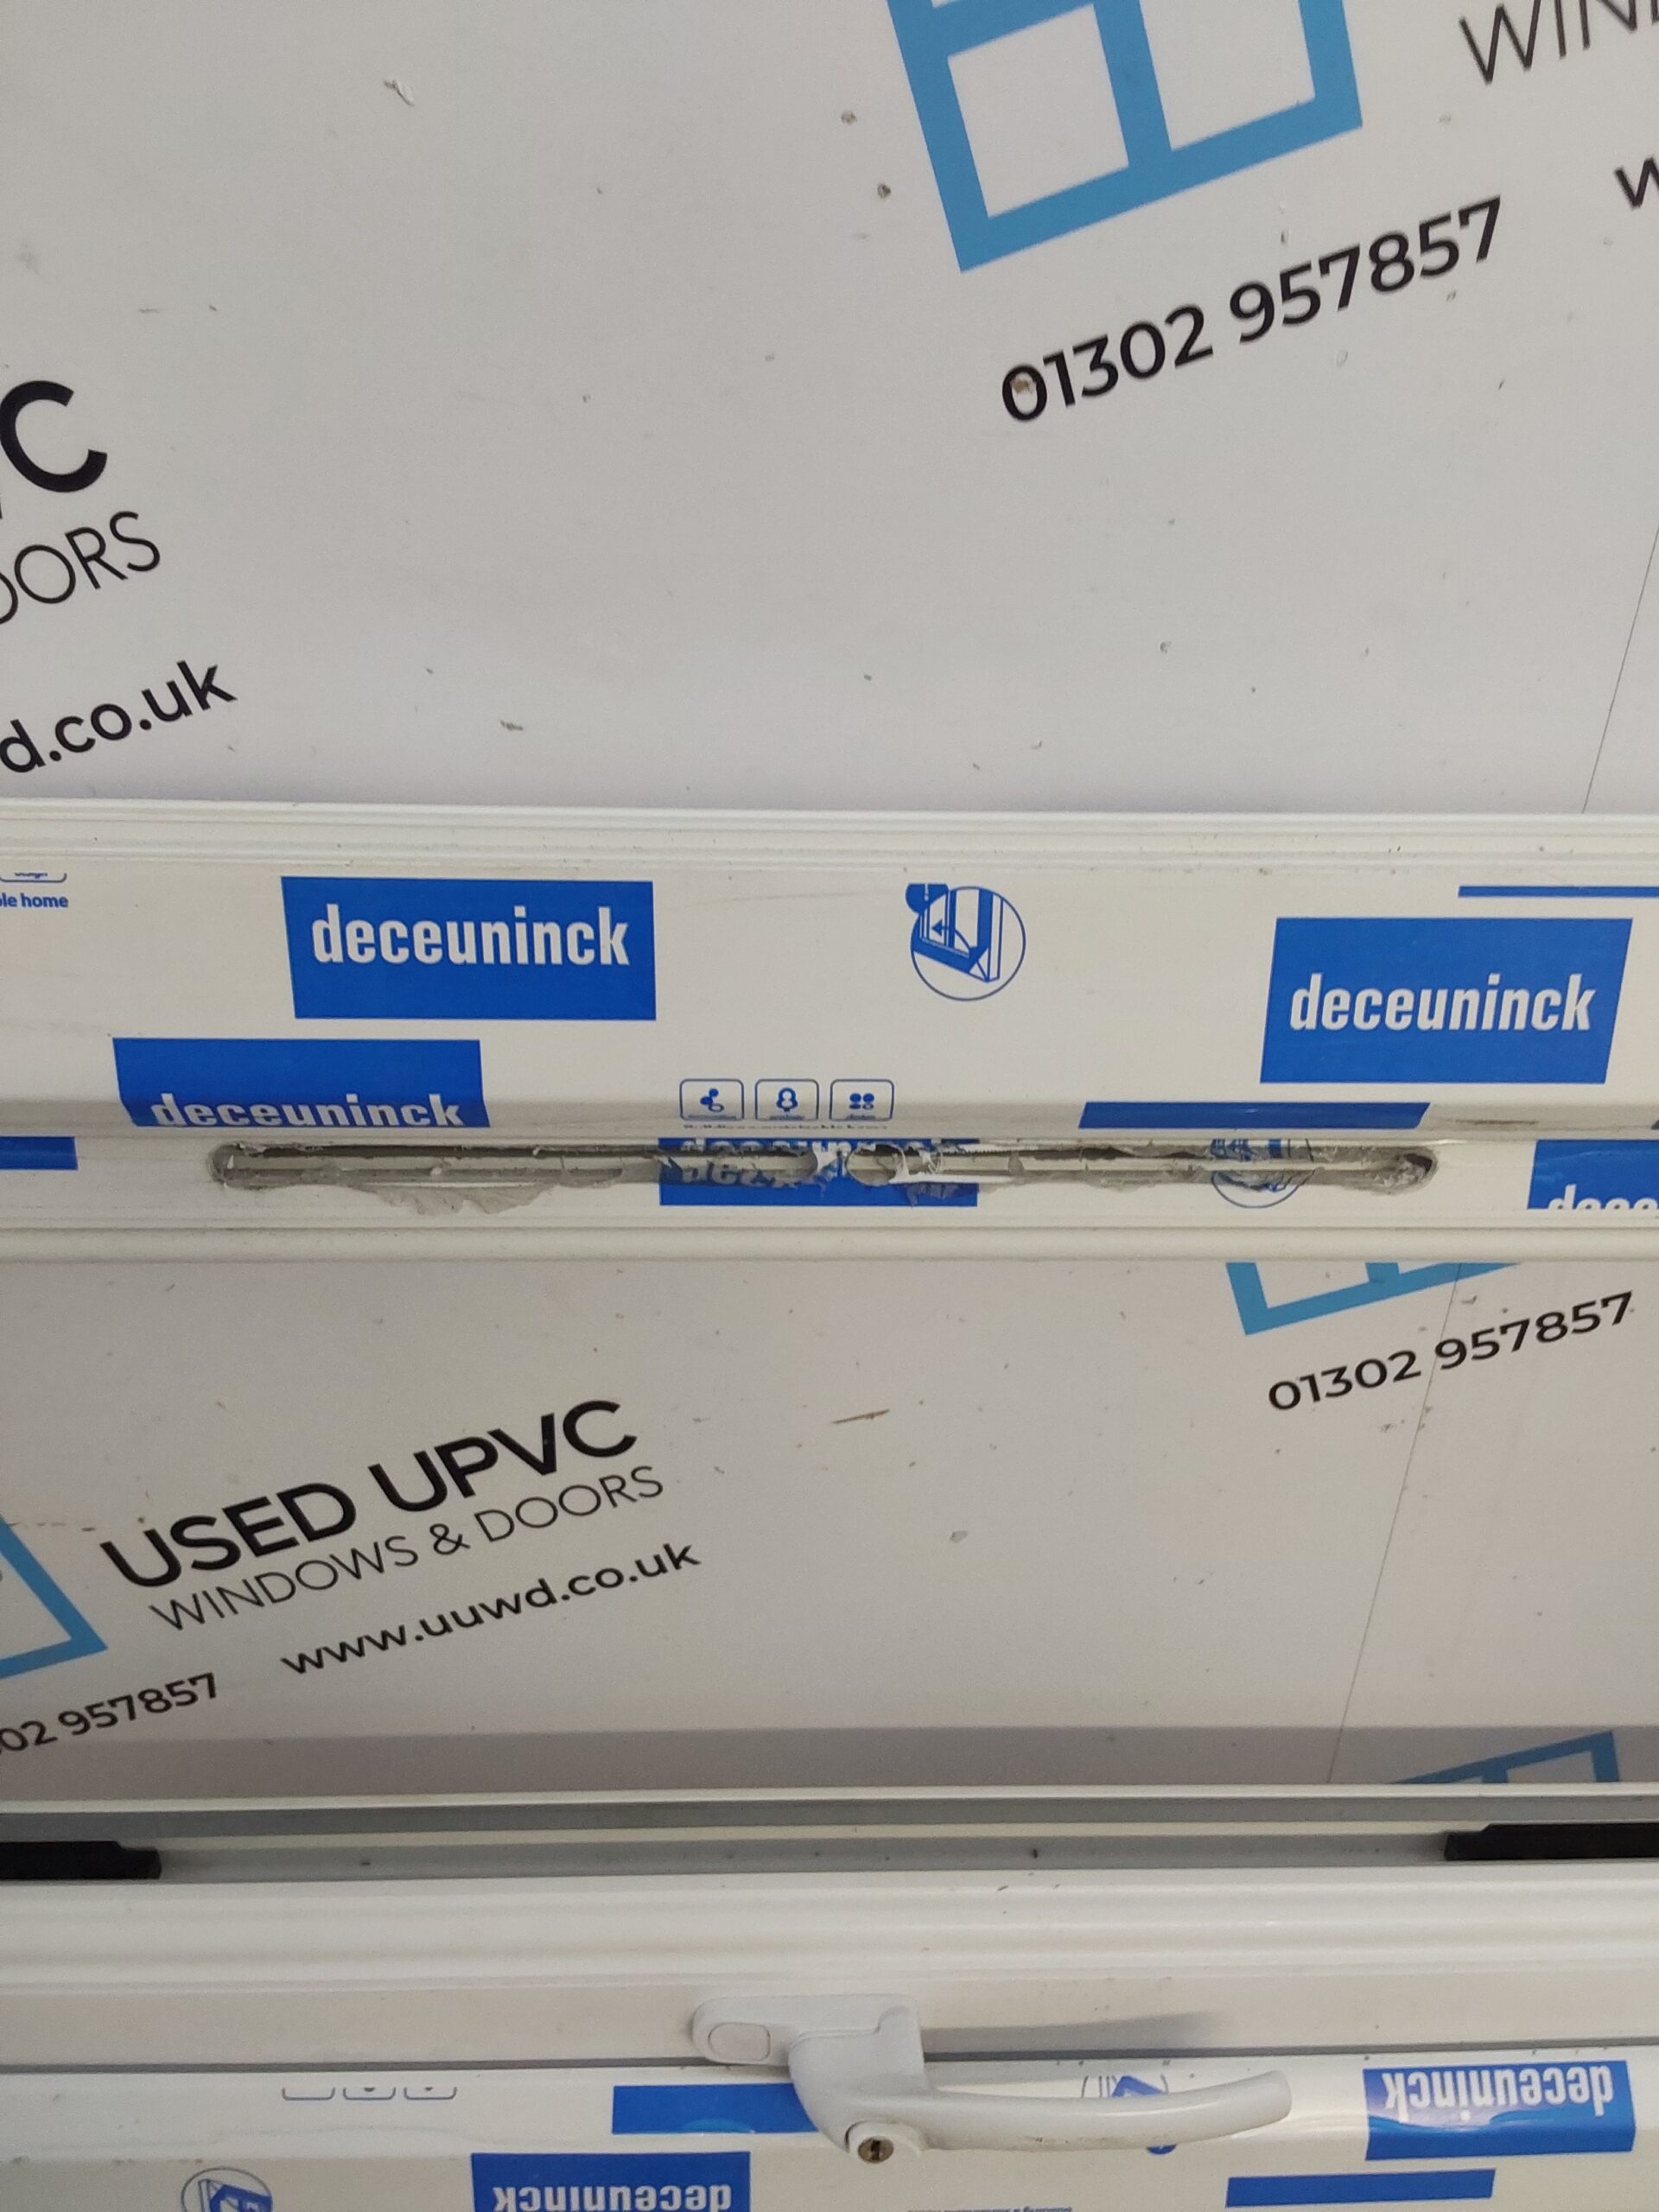 WIN
01302 957857
C
OORS
d.co.uk
le home
deceuninck
deceuninck
deceuninck
01302 957857
USED UPVC
WINDOWS & DOORS
www.uuwd.co.uk
02 957857
deceuninck
deceuninck